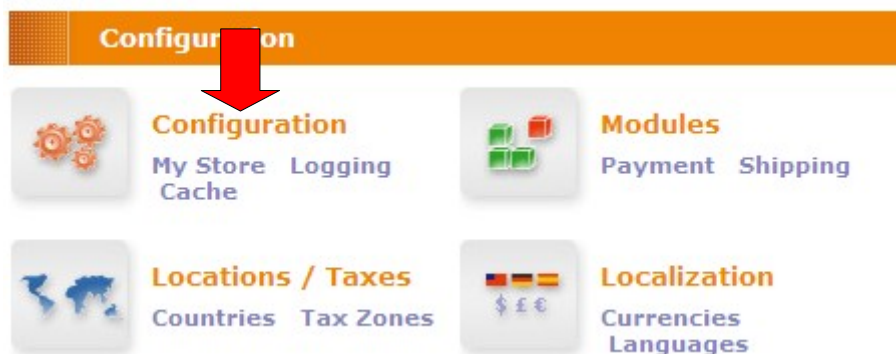 Configuration
Configuration
My Store Logging
Cache
Modules
Payment Shipping
Locations / Taxes
Countries Tax Zones
$ £ €
Localization
Currencies
Languages